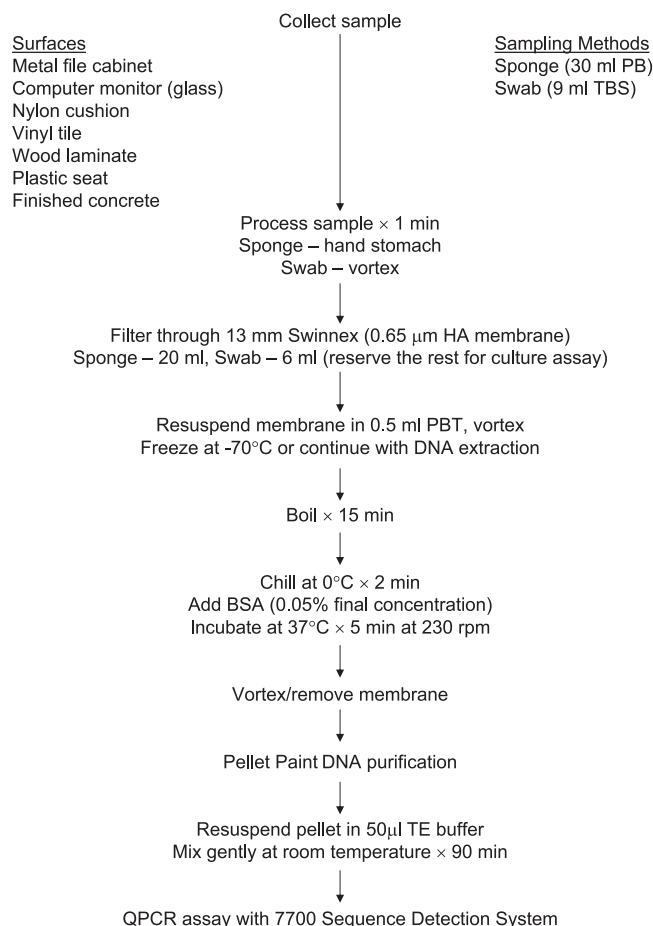 Collect sample
Surfaces
Metal file cabinet
Computer monitor (glass)
Nylon cushion
Vinyl tile
Wood laminate
Plastic seat
Finished concrete
Sampling Methods
Sponge (30 ml PB)
Swab (9 ml TBS)
Process sample × 1 min
Sponge – hand stomach
Swab – vortex
Filter through 13 mm Swinnex (0.65 μm HA membrane)
Sponge – 20 ml, Swab – 6 ml (reserve the rest for culture assay)
Resuspend membrane in 0.5 ml PBT, vortex
Freeze at -70°C or continue with DNA extraction
Boil × 15 min
Chill at 0°C × 2 min
Add BSA (0.05% final concentration)
Incubate at 37°C × 5 min at 230 rpm
Vortex/remove membrane
Pellet Paint DNA purification
Resuspend pellet in 50μl TE buffer
Mix gently at room temperature × 90 min
QPCR assay with 7700 Sequence Detection System